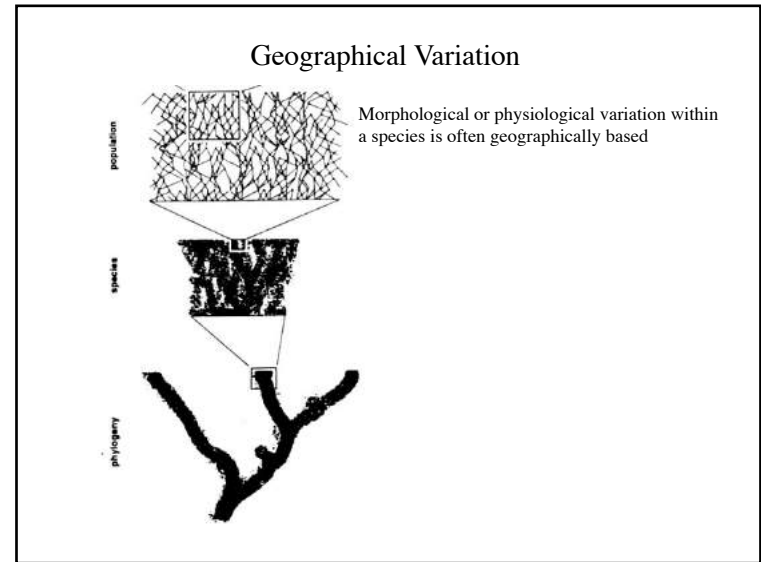 Geographical Variation
Morphological or physiological variation within
a species is often geographically based
population
species
phylogeny